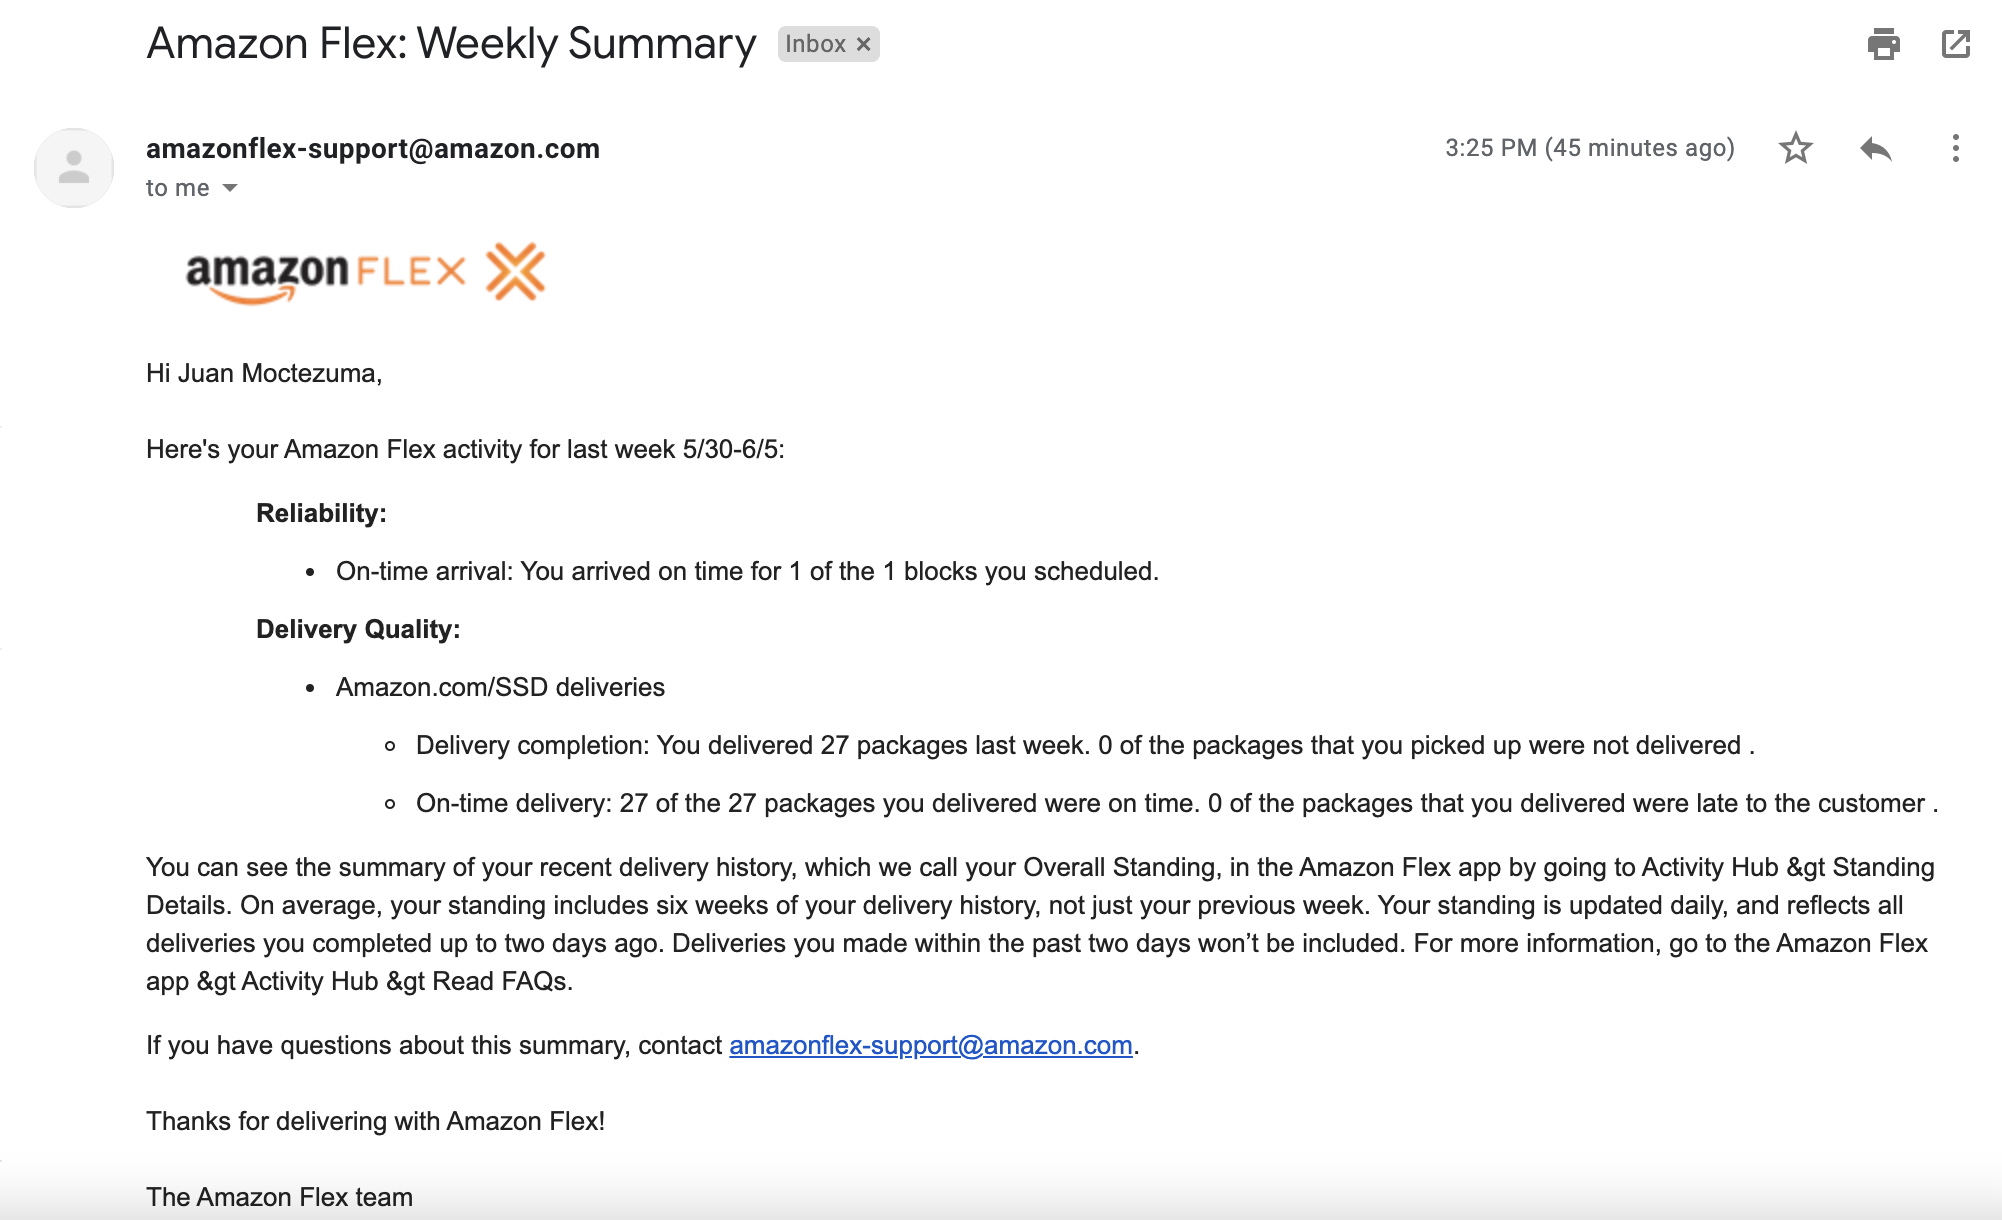 Amazon Flex: Weekly Summary Inbox ×
amazonflex-support@amazon.com 3:25 PM (45 minutes ago)
to me
amazon FLEX
Hi Juan Moctezuma,
Here's your Amazon Flex activity for last week 5/30-6/5:
Reliability:
• On-time arrival: You arrived on time for 1 of the 1 blocks you scheduled.
Delivery Quality:
• Amazon.com/SSD deliveries
○ Delivery completion: You delivered 27 packages last week. 0 of the packages that you picked up were not delivered .
○ On-time delivery: 27 of the 27 packages you delivered were on time. 0 of the packages that you delivered were late to the customer .
You can see the summary of your recent delivery history, which we call your Overall Standing, in the Amazon Flex app by going to Activity Hub &gt Standing
Details. On average, your standing includes six weeks of your delivery history, not just your previous week. Your standing is updated daily, and reflects all
deliveries you completed up to two days ago. Deliveries you made within the past two days won’t be included. For more information, go to the Amazon Flex
app &gt Activity Hub &gt Read FAQs.
If you have questions about this summary, contact amazonflex-support@amazon.com.
Thanks for delivering with Amazon Flex!
The Amazon Flex team